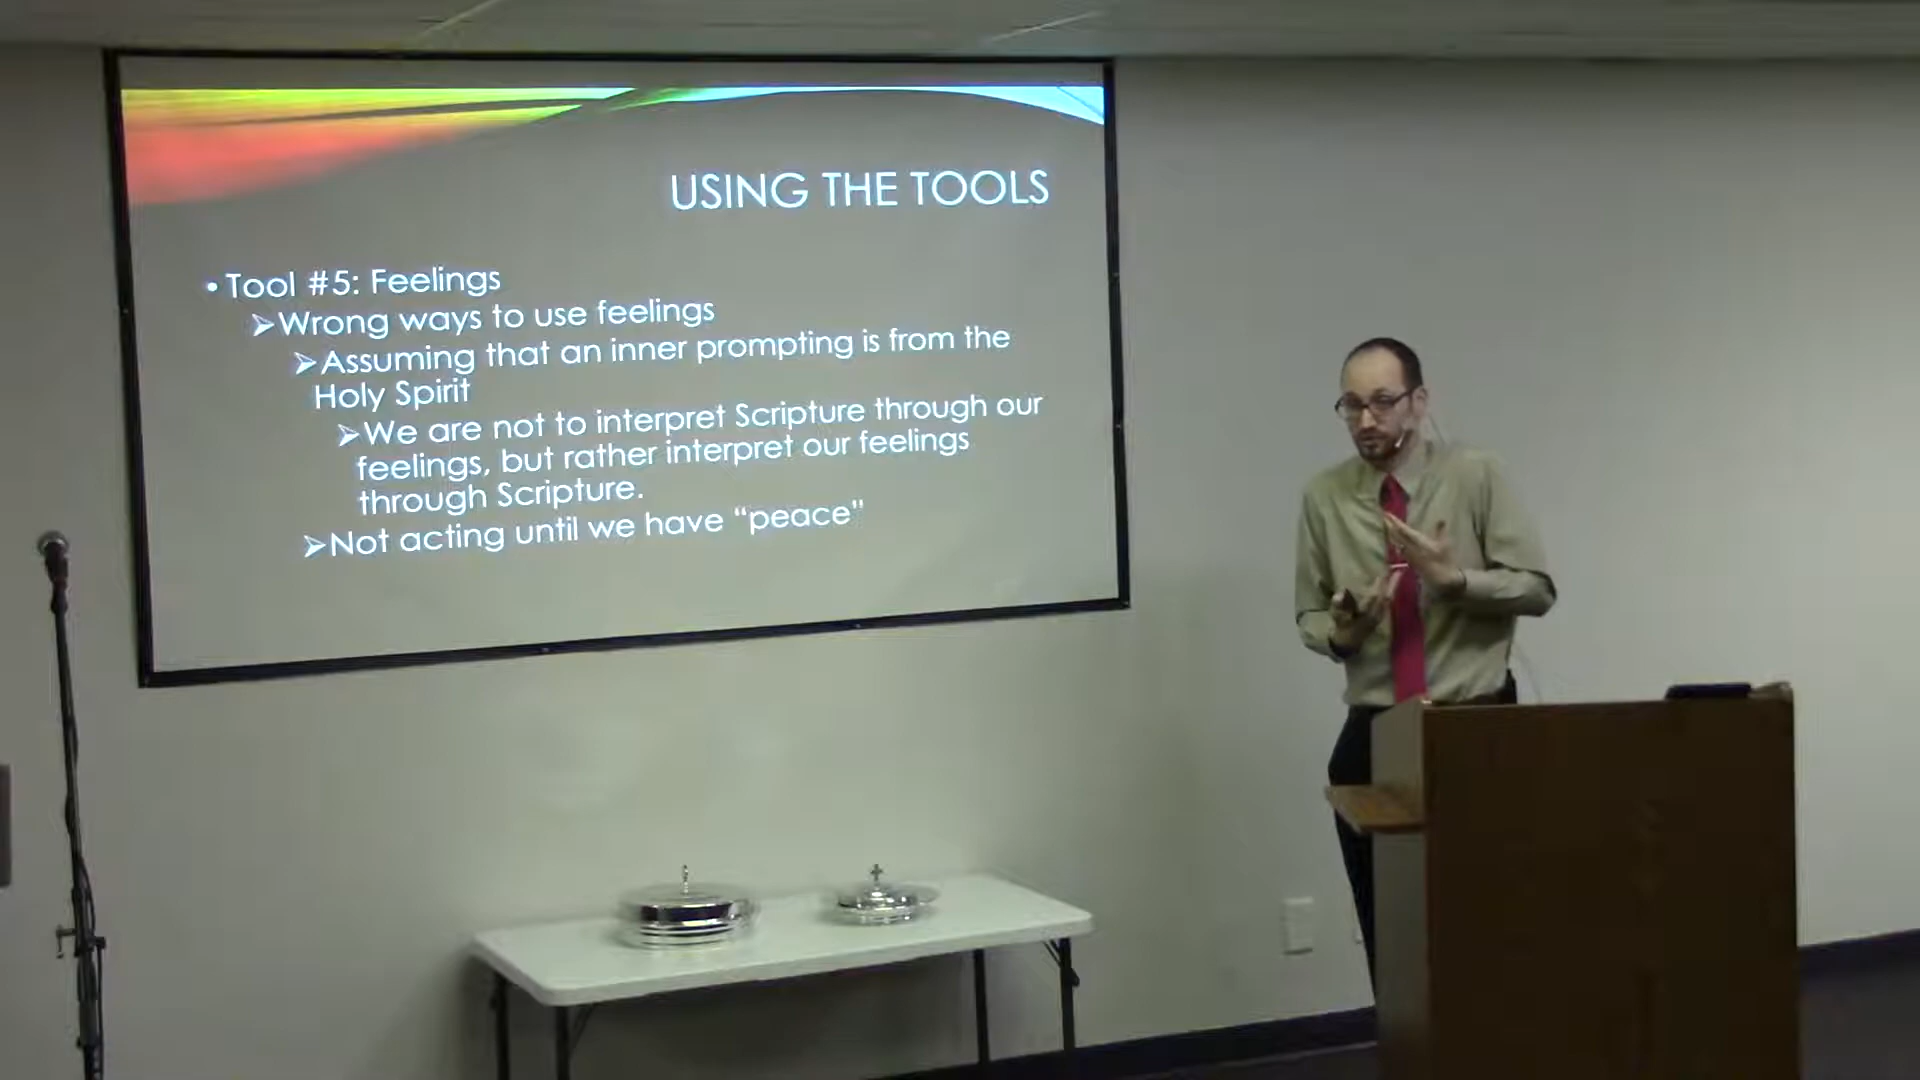 USING THE TOOLS
• Tool #5: Feelings
➢Wrong ways to use feelings
➢Assuming that an inner prompting is from the
Holy Spirit
➢We are not to interpret Scripture through our
feelings, but rather interpret our feelings
through Scripture.
➢Not acting until we have “peace"